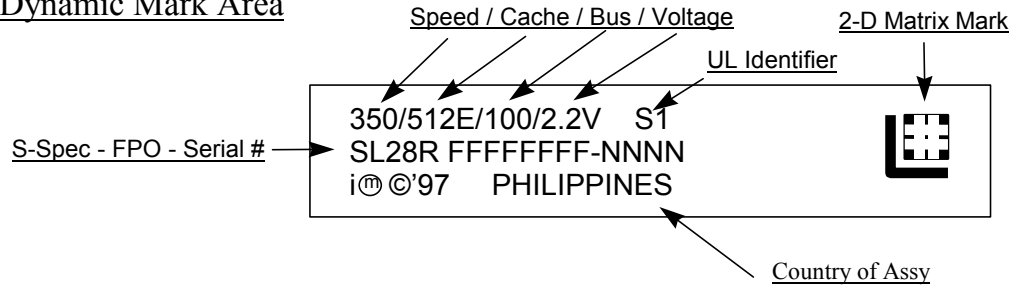 Dynamic Mark Area
Speed / Cache / Bus / Voltage
2-D Matrix Mark
UL Identifier
350/512E/100/2.2V S1
S-Spec - FPO - Serial #
SL28R FFFFFFFF-NNNN
iⓜ ©'97 PHILIPPINES
Country of Assy